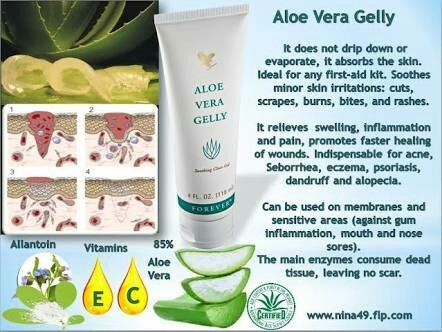 Aloe Vera Gelly
It does not drip down or
evaporate, it absorbs the skin.
Ideal for any first-aid kit. Soothes
minor skin irritations: cuts,
scrapes, burns, bites, and rashes.
It relieves swelling, inflammation
and pain, promotes faster healing
of wounds. Indispensable for acne,
Seborrhea, eczema, psoriasis,
dandruff and alopecia.
Can be used on membranes and
sensitive areas (against gum
inflammation, mouth and nose
sores).
The main enzymes consume dead
tissue, leaving no scar.
www.nina49.flp.com
ALOE
VERA
GELLY
Soothing Clear Gel
4 FL. OZ. (118 ml)
FOREVER
1
2
3
4
Allantoin
Vitamins
85%
Aloe
Vera
E
C
CERTIFIED